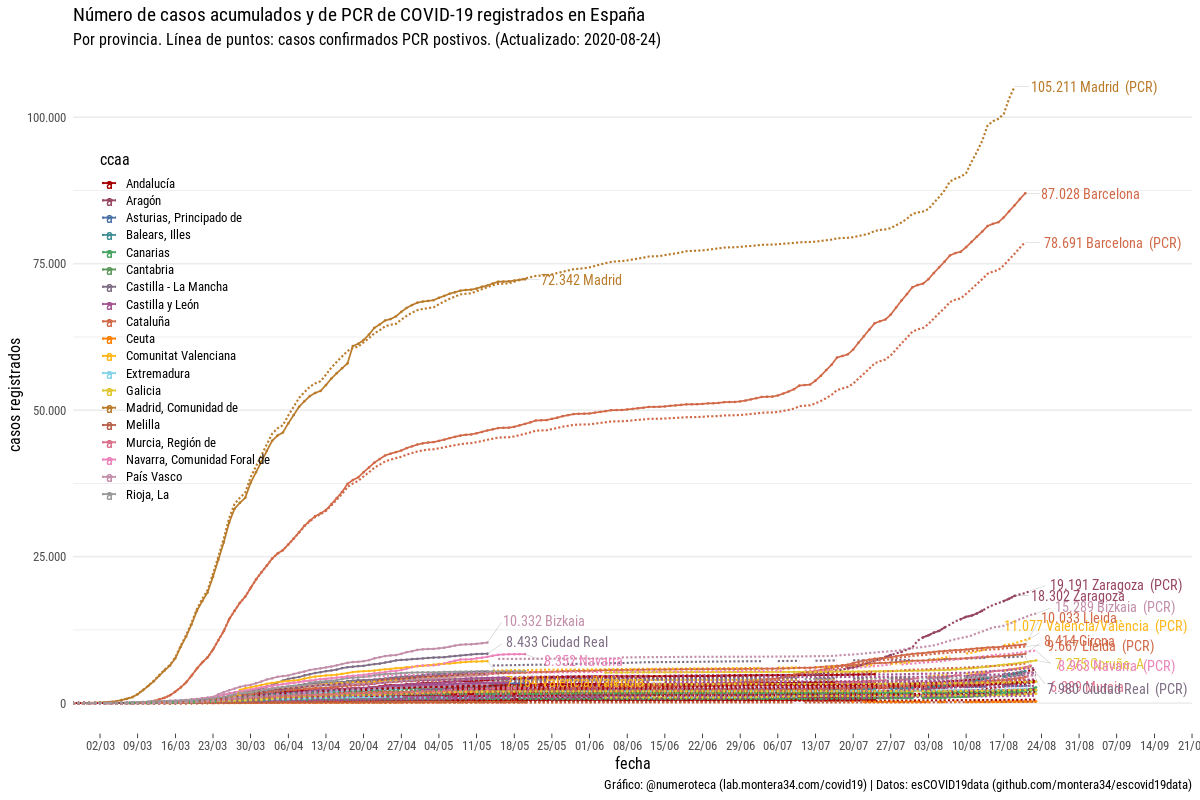 Número de casos acumulados y de PCR de COVID-19 registrados en España
Por provincia. Línea de puntos: casos confirmados PCR postivos. (Actualizado: 2020-08-24)
105.211 Madrid (PCR)
100.000
ccaa
Andalucía
Aragón
Asturias, Principado de
Balears, Illes
Canarias
Cantabria
Castilla - La Mancha
Castilla y León
Cataluña
Ceuta
Comunitat Valenciana
Extremadura
Galicia
Madrid, Comunidad de
Melilla
Murcia, Región de
Navarra, Comunidad Foral de
País Vasco
Rioja, La
87.028 Barcelona
78.691 Barcelona (PCR)
75.000
72.342 Madrid
50.000
casos registrados
25.000
19.191 Zaragoza (PCR)
18.302 Zaragoza
15.289 Bizkaia (PCR)
10.332 Bizkaia
10.033 Lleida
11.077 Valencia/València (PCR)
8.433 Ciudad Real
8.414 Girona
9.667 Lleida (PCR)
8.352 Navarra
Navarra (PCR)
7.980 Ciudad Real (PCR)
0
02/03 09/03 16/03 23/03 30/03 06/04 13/04 20/04 27/04 04/05 11/05 18/05 25/05 01/06 08/06 15/06 22/06 29/06 06/07 13/07 20/07 27/07 03/08 10/08 17/08 24/08 31/08 07/09 14/09 21/0
fecha
Gráfico: @numeroteca (lab.montera34.com/covid19) | Datos: esCOVID19data (github.com/montera34/escovid19data)